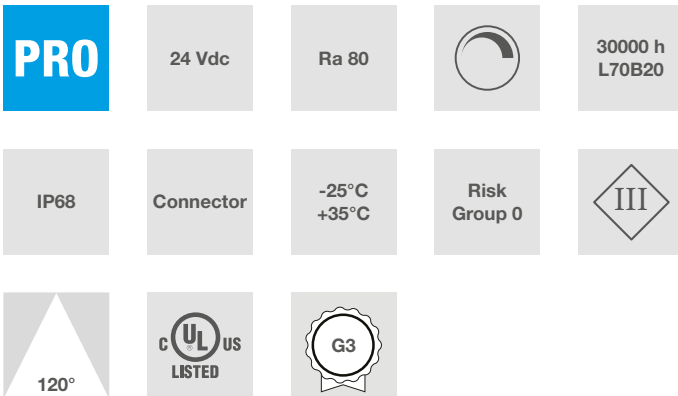 PRO
24 Vdc
Ra 80
30000 h
L70B20
IP68
Connector
-25°C
+35°C
Risk
Group 0
III
120°
C UL US
®
LISTED
G3